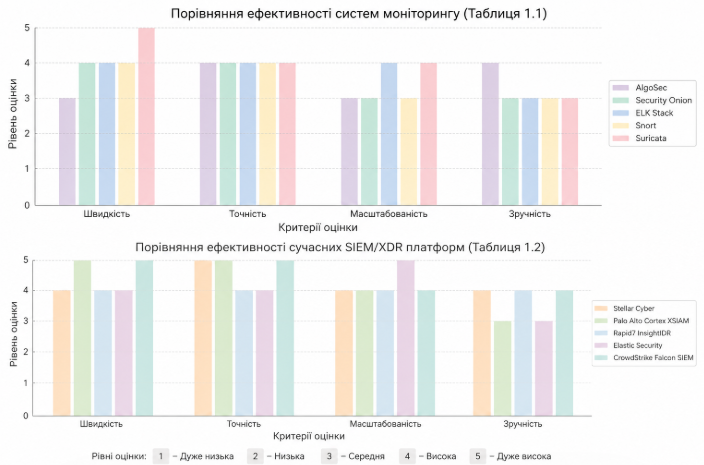 Порівняння ефективності систем моніторингу (Таблиця 1.1)
Рівень оцінки
5
4
3
2
1
0
Швидкість
Точність
Масштабованість
Зручність
Критерії оцінки
AlgoSec
Security Onion
ELK Stack
Snort
Suricata
Порівняння ефективності сучасних SIEM/XDR платформ (Таблиця 1.2)
Рівень оцінки
5
4
3
2
1
0
Швидкість
Точність
Масштабованість
Зручність
Критерії оцінки
Stellar Cyber
Palo Alto Cortex XSIAM
Rapid7 InsightIDR
Elastic Security
CrowdStrike Falcon SIEM
Рівні оцінки: 1 – Дуже низька 2 – Низька 3 – Середня 4 – Висока 5 – Дуже висока